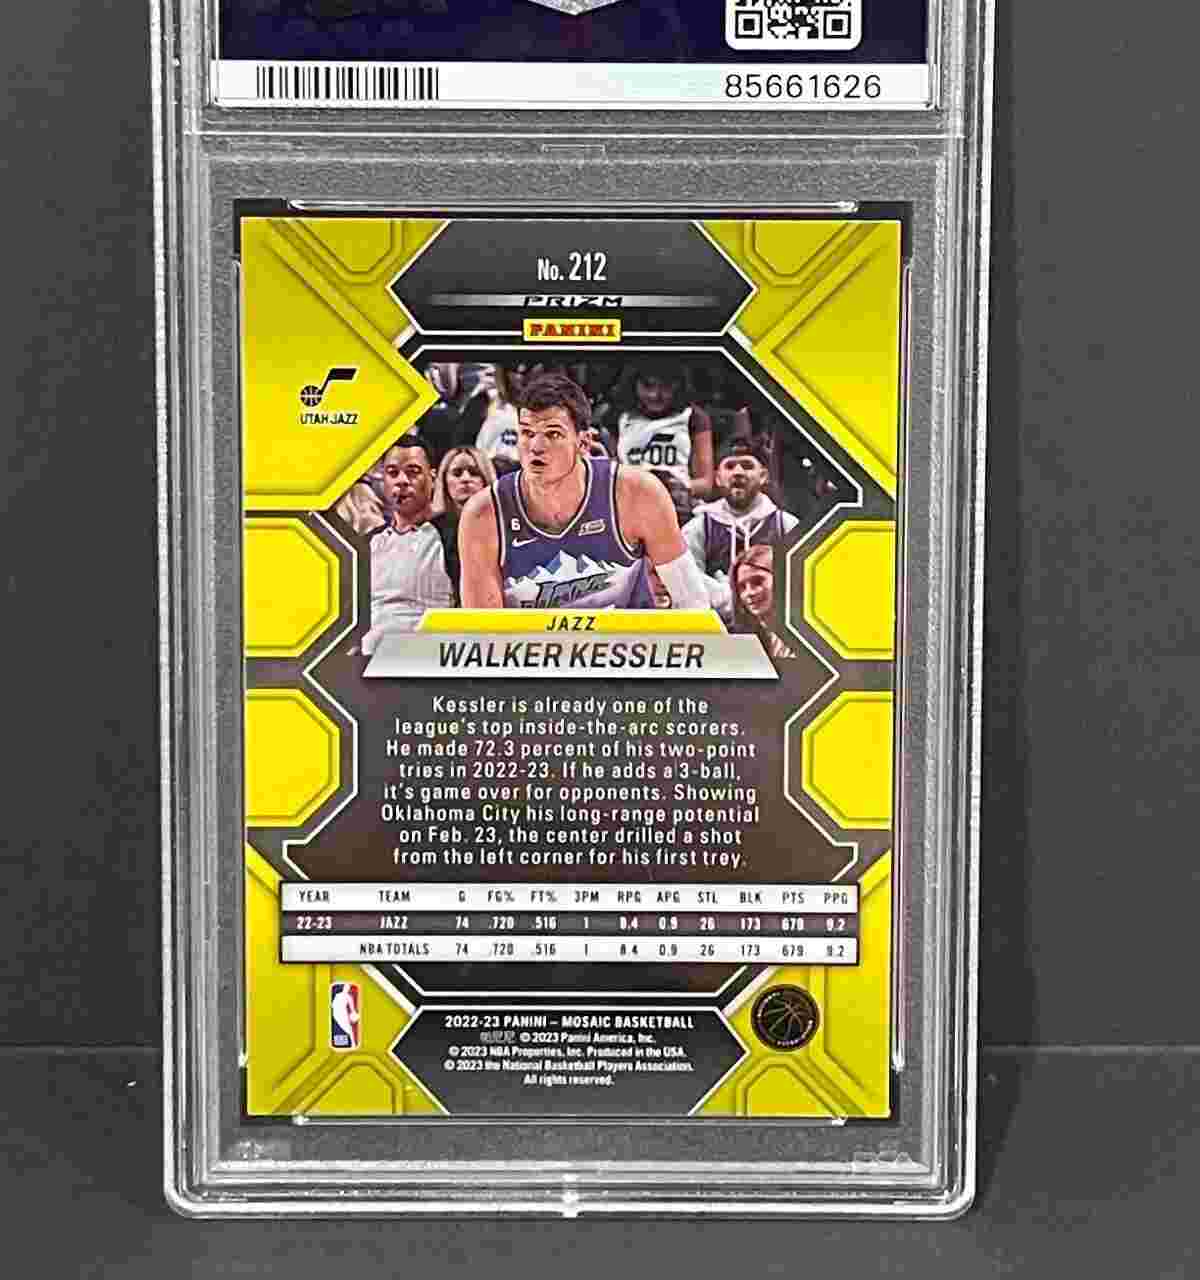 85661626
No. 212
PRIZM
PANINI
UTAH JAZZ
00
6
JAZZ
JAZZ
WALKER KESSLER
Kessler is already one of the
league's top inside-the-arc scorers.
He made 72.3 percent of his two-point
tries in 2022-23. If he adds a 3-ball,
it's game over for opponents. Showing
Oklahoma City his long-range potential
on Feb. 23, the center drilled a shot
from the left corner for his first trey.
YEAR TEAM G FG% FT% 3PM RPG APG STL BLK PTS PPG
22-23 JAZZ 74 .720 .516 1 8.4 0.9 26 173 679 9.2
NBA TOTALS 74 .720 .516 1 8.4 0.9 26 173 679 9.2
2022-23 PANINI – MOSAIC BASKETBALL
© 2023 Panini America, Inc.
© 2023 NBA Properties, Inc. Produced in the USA.
© 2023 the National Basketball Players Association.
All rights reserved.
PSA